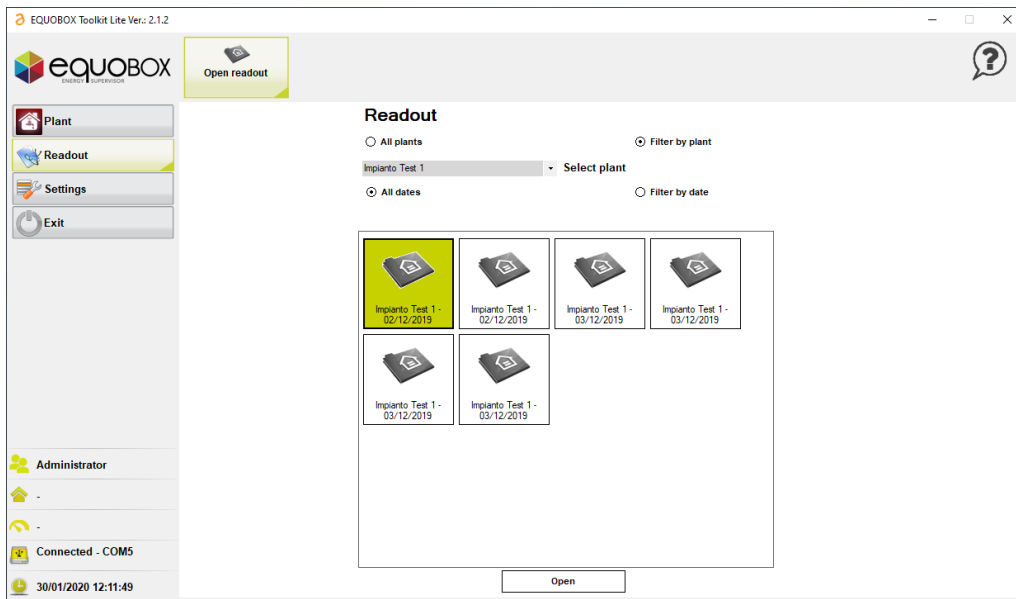 EQUOBOX Toolkit Lite Ver.: 2.1.2
eQUOBOX
ENERGY SUPERVISOR
Open readout
?
Plant
Readout
Settings
Exit
Readout
All plants
Filter by plant
Impianto Test 1
Select plant
All dates
Filter by date
Impianto Test 1 -
02/12/2019
Impianto Test 1 -
02/12/2019
Impianto Test 1 -
03/12/2019
Impianto Test 1 -
03/12/2019
Impianto Test 1 -
03/12/2019
Impianto Test 1 -
03/12/2019
Open
Administrator
-
-
Connected - COM5
30/01/2020 12:11:49